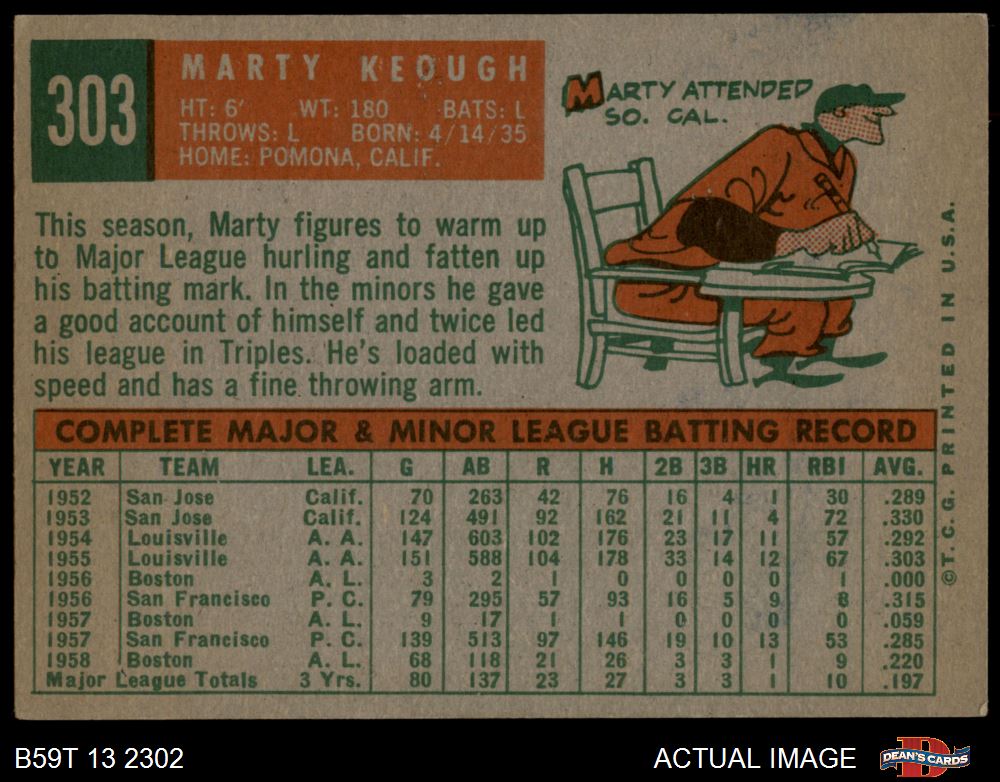 303
MARTY KEOUGH
HT: 6' WT: 180 BATS: L
THROWS: L BORN: 4/14/35
HOME: POMONA, CALIF.
MARTY ATTENDED
SO. CAL.
This season, Marty figures to warm up
to Major League hurling and fatten up
his batting mark. In the minors he gave
a good account of himself and twice led
his league in Triples. He's loaded with
speed and has a fine throwing arm.
COMPLETE MAJOR & MINOR LEAGUE BATTING RECORD
YEAR TEAM LEA. G AB R H 2B 3B HR RBI AVG.
1952 San Jose Calif. 70 263 42 76 16 4 1 30 .289
1953 San Jose Calif. 124 491 92 162 21 11 4 72 .330
1954 Louisville A. A. 147 603 102 176 23 17 11 57 .292
1955 Louisville A. A. 151 588 104 178 33 14 12 67 .303
1956 Boston A. L. 3 2 1 0 0 0 0 1 .000
1956 San Francisco P. C. 79 295 57 93 16 5 9 8 .315
1957 Boston A. L. 9 17 1 1 0 0 0 0 .059
1957 San Francisco P. C. 139 513 97 146 19 10 13 53 .285
1958 Boston A. L. 68 118 21 26 3 3 1 9 .220
Major League Totals 3 Yrs. 80 137 23 27 3 3 1 10 .197
©T.C.G. PRINTED IN U.S.A.
B59T 13 2302
ACTUAL IMAGE
DEAN'S CARDS